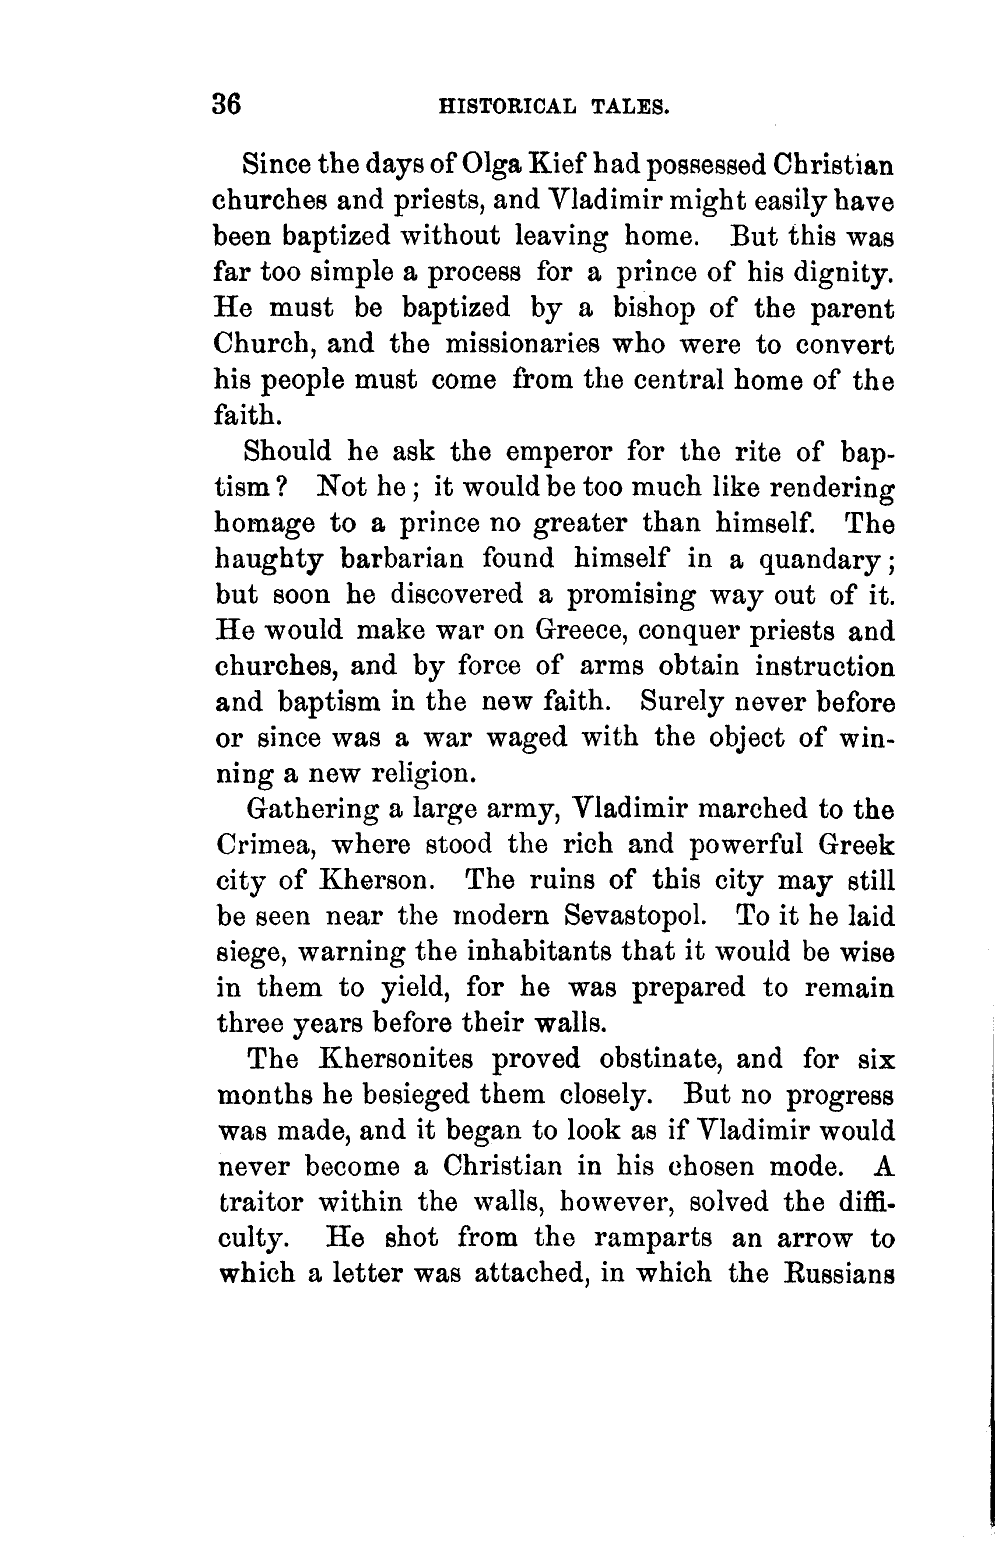 36 HISTORICAL TALES.
Since the days of Olga Kief had possessed Christian
churches and priests, and Vladimir might easily have
been baptized without leaving home. But this was
far too simple a process for a prince of his dignity.
He must be baptized by a bishop of the parent
Church, and the missionaries who were to convert
his people must come from the central home of the
faith.
Should he ask the emperor for the rite of bap-
tism? Not he; it would be too much like rendering
homage to a prince no greater than himself. The
haughty barbarian found himself in a quandary;
but soon he discovered a promising way out of it.
He would make war on Greece, conquer priests and
churches, and by force of arms obtain instruction
and baptism in the new faith. Surely never before
or since was a war waged with the object of win-
ning a new religion.
Gathering a large army, Vladimir marched to the
Crimea, where stood the rich and powerful Greek
city of Kherson. The ruins of this city may still
be seen near the modern Sevastopol. To it he laid
siege, warning the inhabitants that it would be wise
in them to yield, for he was prepared to remain
three years before their walls.
The Khersonites proved obstinate, and for six
months he besieged them closely. But no progress
was made, and it began to look as if Vladimir would
never become a Christian in his chosen mode. A
traitor within the walls, however, solved the diffi-
culty. He shot from the ramparts an arrow to
which a letter was attached, in which the Russians